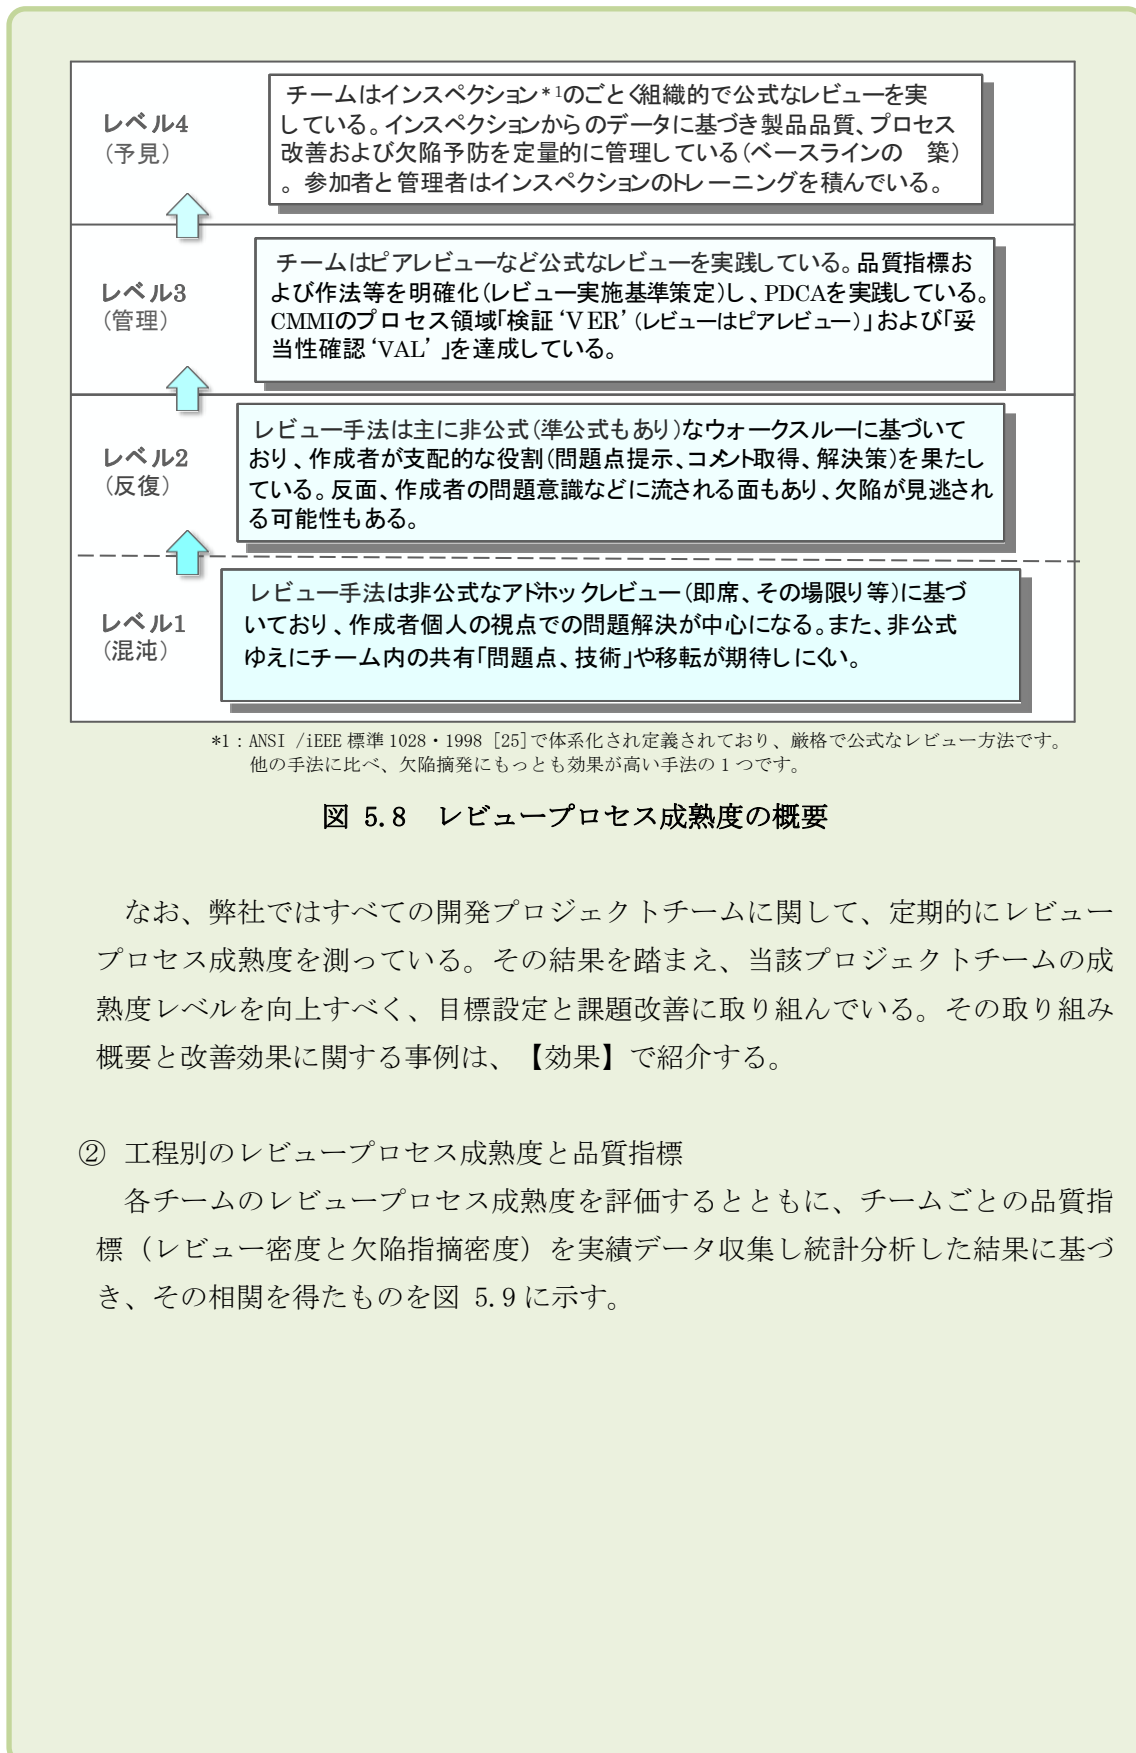 レベル4
（予見）
チームはインスペクション*1のごとく組織的で公式なレビューを実
している。インスペクションからのデータに基づき製品品質、プロセス
改善および欠陥予防を定量的に管理している（ベースラインの　築）
。参加者と管理者はインスペクションのトレーニングを積んでいる。
レベル3
（管理）
チームはピアレビューなど公式なレビューを実践している。品質指標お
よび作法等を明確化（レビュー実施基準策定）し、PDCAを実践している。
CMMIのプロセス領域「検証‘VER’（レビューはピアレビュー）」および「妥
当性確認‘VAL’」を達成している。
レベル2
（反復）
レビュー手法は主に非公式（準公式もあり）なウォークスルーに基づいて
おり、作成者が支配的な役割（問題点提示、コメント取得、解決策）を果たし
ている。反面、作成者の問題意識などに流される面もあり、欠陥が見逃され
る可能性もある。
レベル1
（混沌）
レビュー手法は非公式なアドホックレビュー（即席、その場限り等）に基づ
いており、作成者個人の視点での問題解決が中心になる。また、非公式
ゆえにチーム内の共有「問題点、技術」や移転が期待しにくい。
*1：ANSI /iEEE 標準 1028・1998 [25]で体系化され定義されており、厳格で公式なレビュー方法です。
他の手法に比べ、欠陥摘発にもっとも効果が高い手法の 1 つです。
図 5.8　レビュープロセス成熟度の概要
なお、弊社ではすべての開発プロジェクトチームに関して、定期的にレビュー
プロセス成熟度を測っている。その結果を踏まえ、当該プロジェクトチームの成
熟度レベルを向上すべく、目標設定と課題改善に取り組んでいる。その取り組み
概要と改善効果に関する事例は、【効果】で紹介する。
② 工程別のレビュープロセス成熟度と品質指標
各チームのレビュープロセス成熟度を評価するとともに、チームごとの品質指
標（レビュー密度と欠陥指摘密度）を実績データ収集し統計分析した結果に基づ
き、その相関を得たものを図 5.9 に示す。